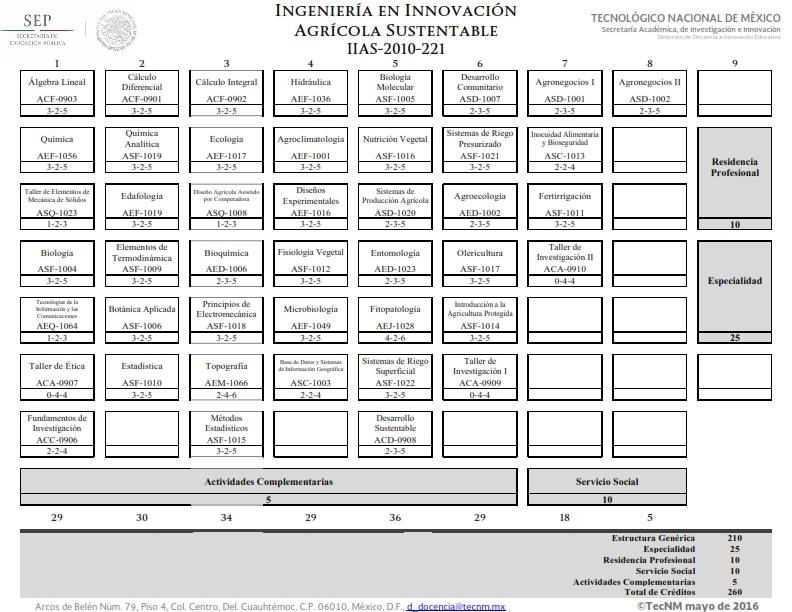 SEP
SECRETARÍA DE
EDUCACIÓN PÚBLICA
INGENIERÍA EN INNOVACIÓN
AGRÍCOLA SUSTENTABLE
IIAS-2010-221
TECNOLÓGICO NACIONAL DE MÉXICO
Secretaría Académica, de Investigación e Innovación
Dirección de Docencia e Innovación Educativa
1 2 3 4 5 6 7 8 9
Álgebra Lineal
ACF-0903
3-2-5
Cálculo
Diferencial
ACF-0901
3-2-5
Cálculo Integral
ACF-0902
3-2-5
Hidráulica
AEF-1036
3-2-5
Biología
Molecular
ASF-1005
3-2-5
Desarrollo
Comunitario
ASD-1007
2-3-5
Agronegocios I
ASD-1001
2-3-5
Agronegocios II
ASD-1002
2-3-5
Química
AEF-1056
3-2-5
Química
Analítica
ASF-1019
3-2-5
Ecología
AEF-1017
3-2-5
Agroclimatología
AEF-1001
3-2-5
Nutrición Vegetal
ASF-1016
3-2-5
Sistemas de Riego
Presurizado
ASF-1021
3-2-5
Inocuidad Alimentaria
y Bioseguridad
ASC-1013
2-2-4
Residencia
Profesional
10
Taller de Elementos de
Mecánica de Sólidos
ASQ-1023
1-2-3
Edafología
AEF-1019
3-2-5
Diseño Agrícola Asistido
por Computadora
ASQ-1008
1-2-3
Diseños
Experimentales
AEF-1016
3-2-5
Sistemas de
Producción Agrícola
ASD-1020
2-3-5
Agroecología
AED-1002
2-3-5
Fertirrigación
ASF-1011
3-2-5
Biología
ASF-1004
3-2-5
Elementos de
Termodinámica
ASF-1009
3-2-5
Bioquímica
AED-1006
2-3-5
Fisiología Vegetal
ASF-1012
3-2-5
Entomología
AED-1023
2-3-5
Olericultura
ASF-1017
3-2-5
Taller de
Investigación II
ACA-0910
0-4-4
Especialidad
25
Tecnologías de la
Información y las
Comunicaciones
AEQ-1064
1-2-3
Botánica Aplicada
ASF-1006
3-2-5
Principios de
Electromecánica
ASF-1018
3-2-5
Microbiología
AEF-1049
3-2-5
Fitopatología
AEJ-1028
4-2-6
Introducción a la
Agricultura Protegida
ASF-1014
3-2-5
Taller de Ética
ACA-0907
0-4-4
Estadística
ASF-1010
3-2-5
Topografía
AEM-1066
2-4-6
Base de Datos y Sistemas
de Información Geográfica
ASC-1003
2-2-4
Sistemas de Riego
Superficial
ASF-1022
3-2-5
Taller de
Investigación I
ACA-0909
0-4-4
Fundamentos de
Investigación
ACC-0906
2-2-4
Métodos
Estadísticos
ASF-1015
3-2-5
Desarrollo
Sustentable
ACD-0908
2-3-5
Actividades Complementarias
5
Servicio Social
10
29 30 34 29 36 29 18 5
Estructura Genérica 210
Especialidad 25
Residencia Profesional 10
Servicio Social 10
Actividades Complementarias 5
Total de Créditos 260
Arcos de Belén Núm. 79, Piso 4, Col. Centro, Del. Cuauhtémoc, C.P. 06010, México, D.F., d_docencia@tecnm.mx
©TecNM mayo de 2016